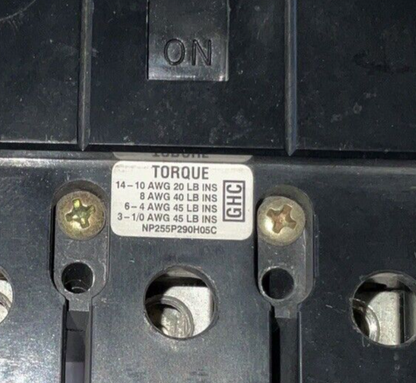 ON
TORQUE
14-10 AWG 20 LB INS
8 AWG 40 LB INS
6-4 AWG 45 LB INS
3-1/0 AWG 45 LB INS
NP255P290H05C
GHC